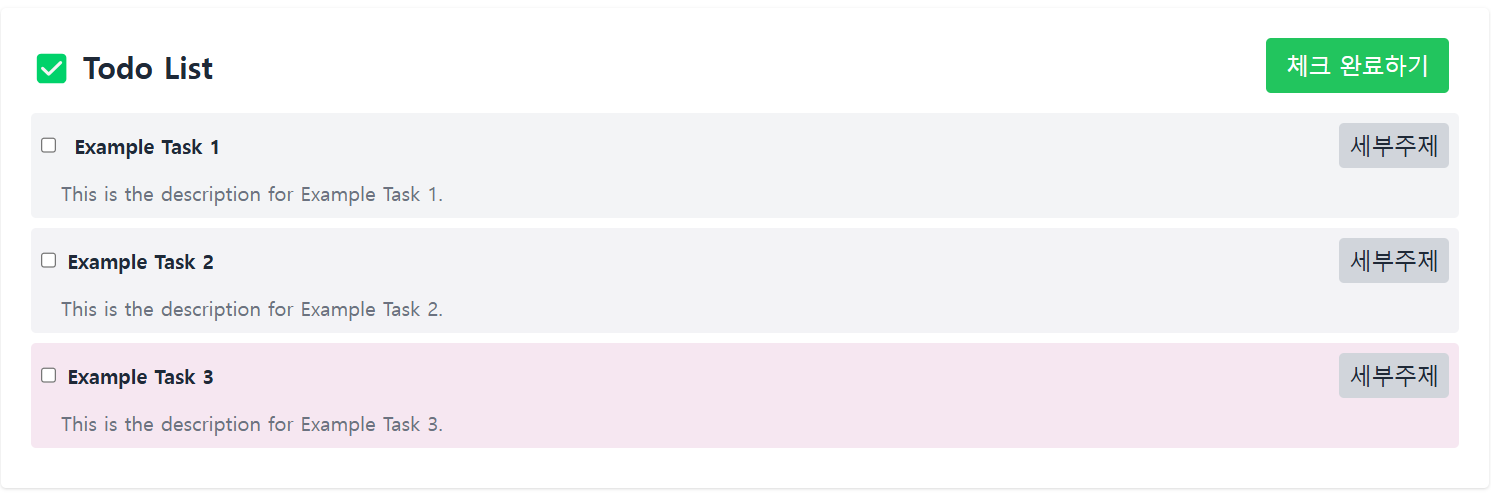 Todo List
체크 완료하기
Example Task 1
세부주제
This is the description for Example Task 1.
Example Task 2
세부주제
This is the description for Example Task 2.
Example Task 3
세부주제
This is the description for Example Task 3.